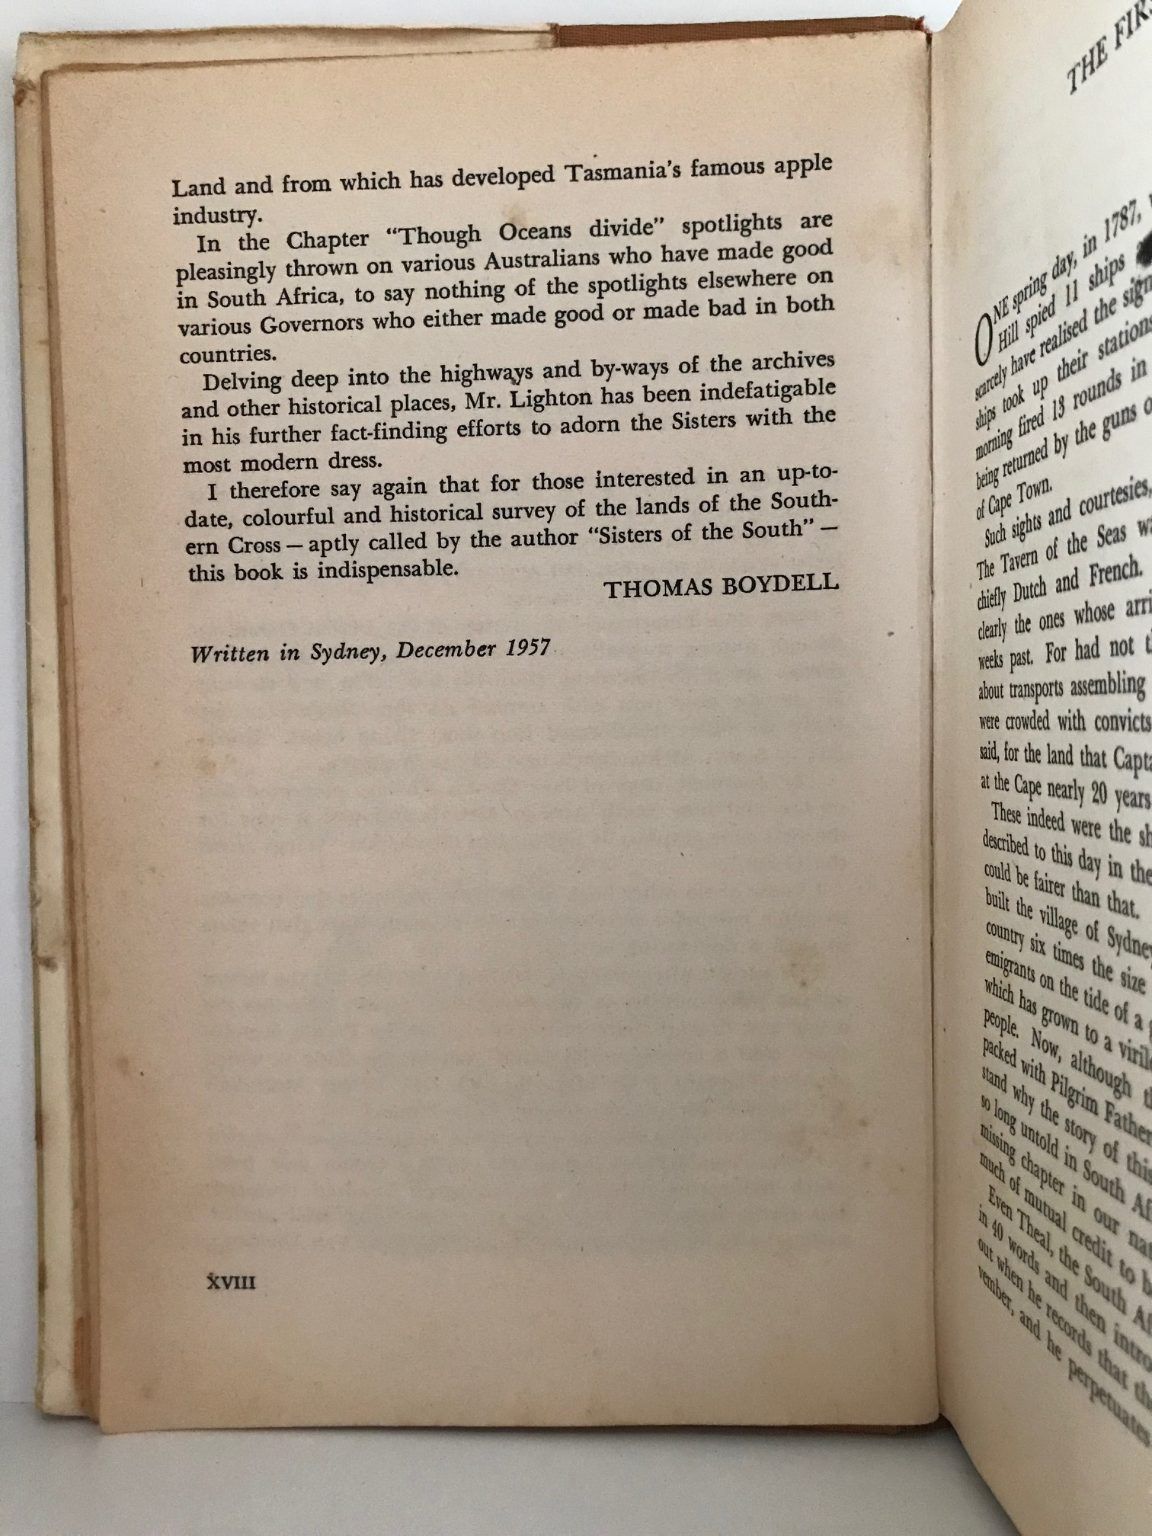 Land and from which has developed Tasmania's famous apple
industry.
In the Chapter “Though Oceans divide” spotlights are
pleasingly thrown on various Australians who have made good
in South Africa, to say nothing of the spotlights elsewhere on
various Governors who either made good or made bad in both
countries.
Delving deep into the highways and by-ways of the archives
and other historical places, Mr. Lighton has been indefatigable
in his further fact-finding efforts to adorn the Sisters with the
most modern dress.
I therefore say again that for those interested in an up-to-
date, colourful and historical survey of the lands of the South-
ern Cross — aptly called by the author “Sisters of the South” —
this book is indispensable.
THOMAS BOYDELL
Written in Sydney, December 1957
XVIII
THE
ONE spring day, in 1787,
Hill spied 11 ships
scarcely have realised the
ships took up their stations
morning fired 13 rounds in
being returned by the guns
of Cape Town.
Such sights and courtesies,
The Tavern of the Seas
chiefly Dutch and French.
clearly the ones whose
weeks past. For had not
about transports assembling
were crowded with convicts
said, for the land that
at the Cape nearly 20 years
These indeed were the
described to this day in the
could be fairer than that.
built the village of
country six times the size
emigrants on the tide of a
which has grown to a
people. Now, although
packed with Pilgrim
stand why the story of this
so long untold in South
missing chapter in our
much of mutual credit to
Even Theal, the South
in 40 words and then
out when he records that
vember, and he perpetuates